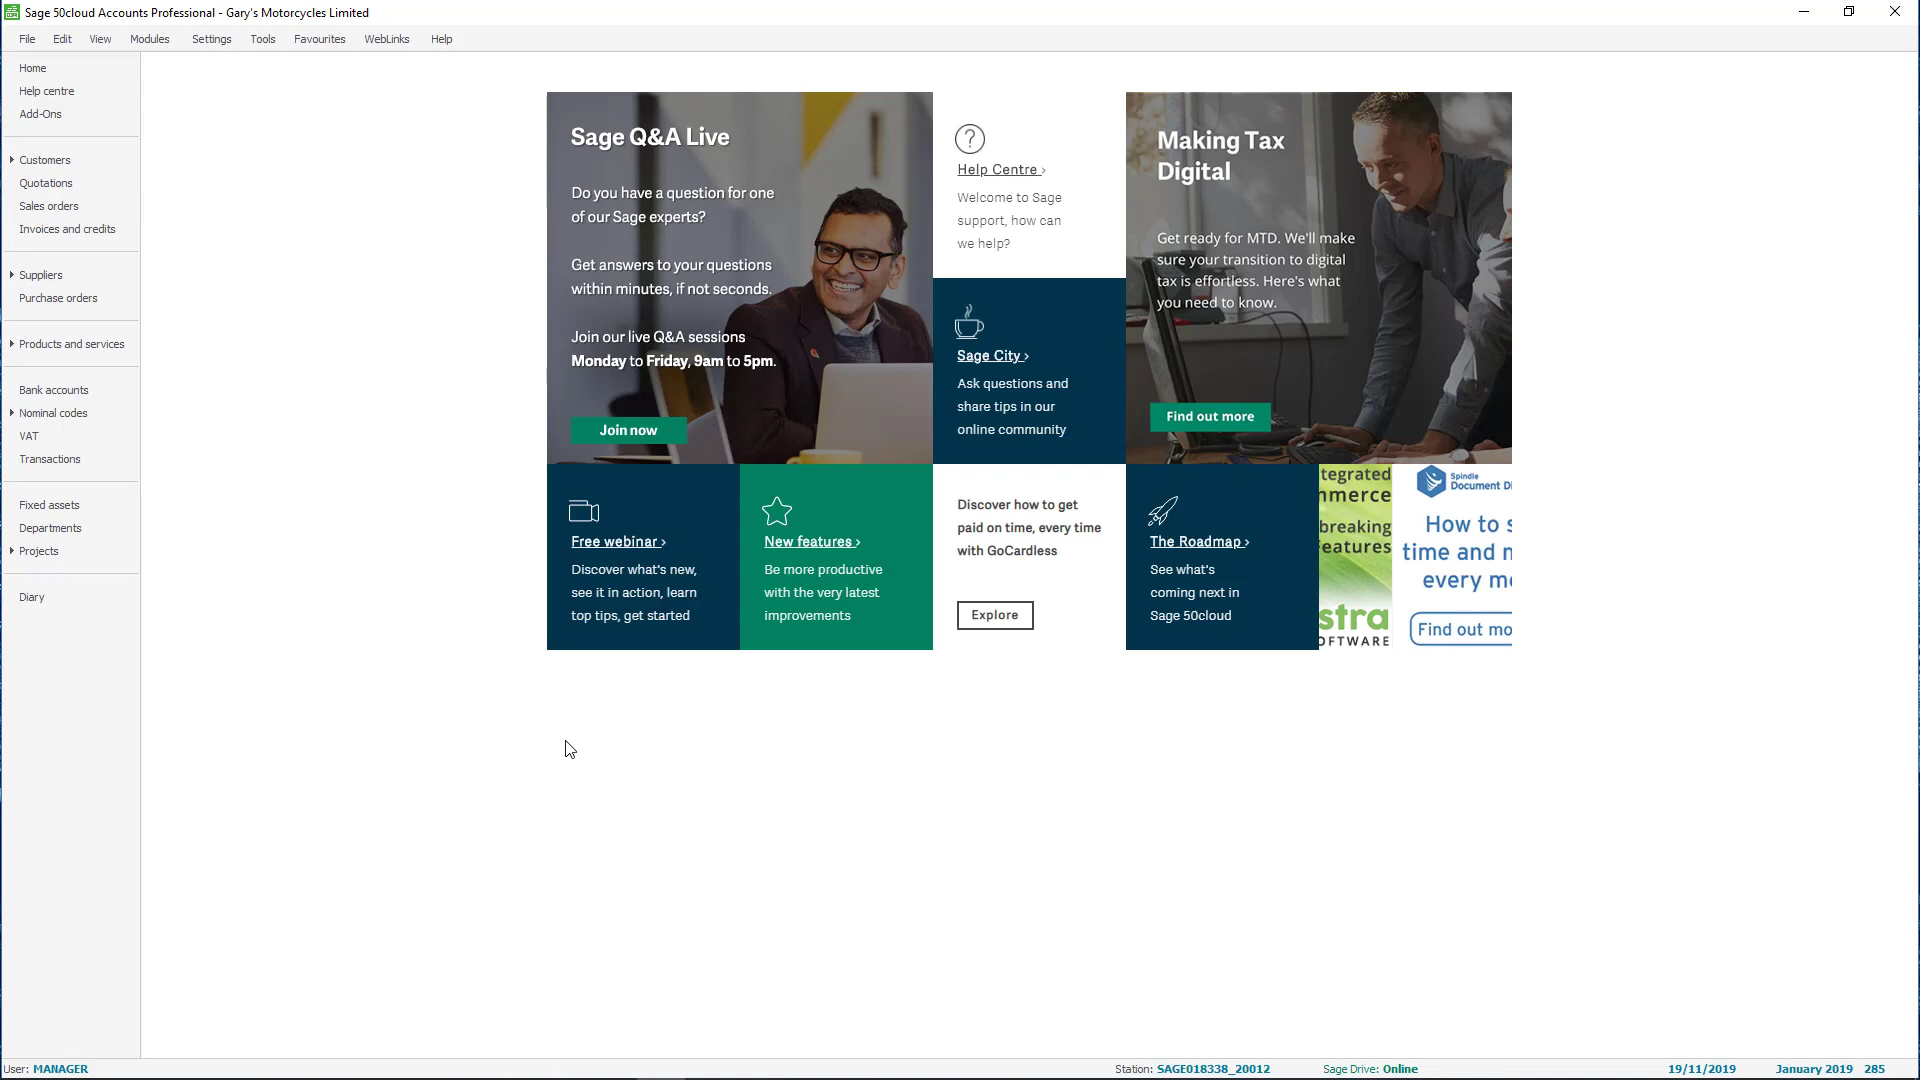 Sage 50cloud Accounts Professional - Gary's Motorcycles Limited
File Edit View Modules Settings Tools Favourites WebLinks Help
Home
Help centre
Add-Ons
Customers
Quotations
Sales orders
Invoices and credits
Suppliers
Purchase orders
Products and services
Bank accounts
Nominal codes
VAT
Transactions
Fixed assets
Departments
Projects
Diary
Sage Q&A Live
Do you have a question for one
of our Sage experts?
Get answers to your questions
within minutes, if not seconds.
Join our live Q&A sessions
Monday to Friday, 9am to 5pm.
Join now
Help Centre >
Welcome to Sage
support, how can
we help?
Sage City >
Ask questions and
share tips in our
online community
Making Tax
Digital
Get ready for MTD. We'll make
sure your transition to digital
tax is effortless. Here's what
you need to know.
Find out more
Free webinar >
Discover what's new,
see it in action, learn
top tips, get started
New features >
Be more productive
with the very latest
improvements
Discover how to get
paid on time, every time
with GoCardless
Explore
The Roadmap >
See what's
coming next in
Sage 50cloud
tegrated
mmerce
breaking
eatures
stra
OFTWARE
Spindle
Document Di
How to s
time and m
every mo
Find out mo
User: MANAGER
Station: SAGE018338_20012
Sage Drive: Online
19/11/2019
January 2019 285